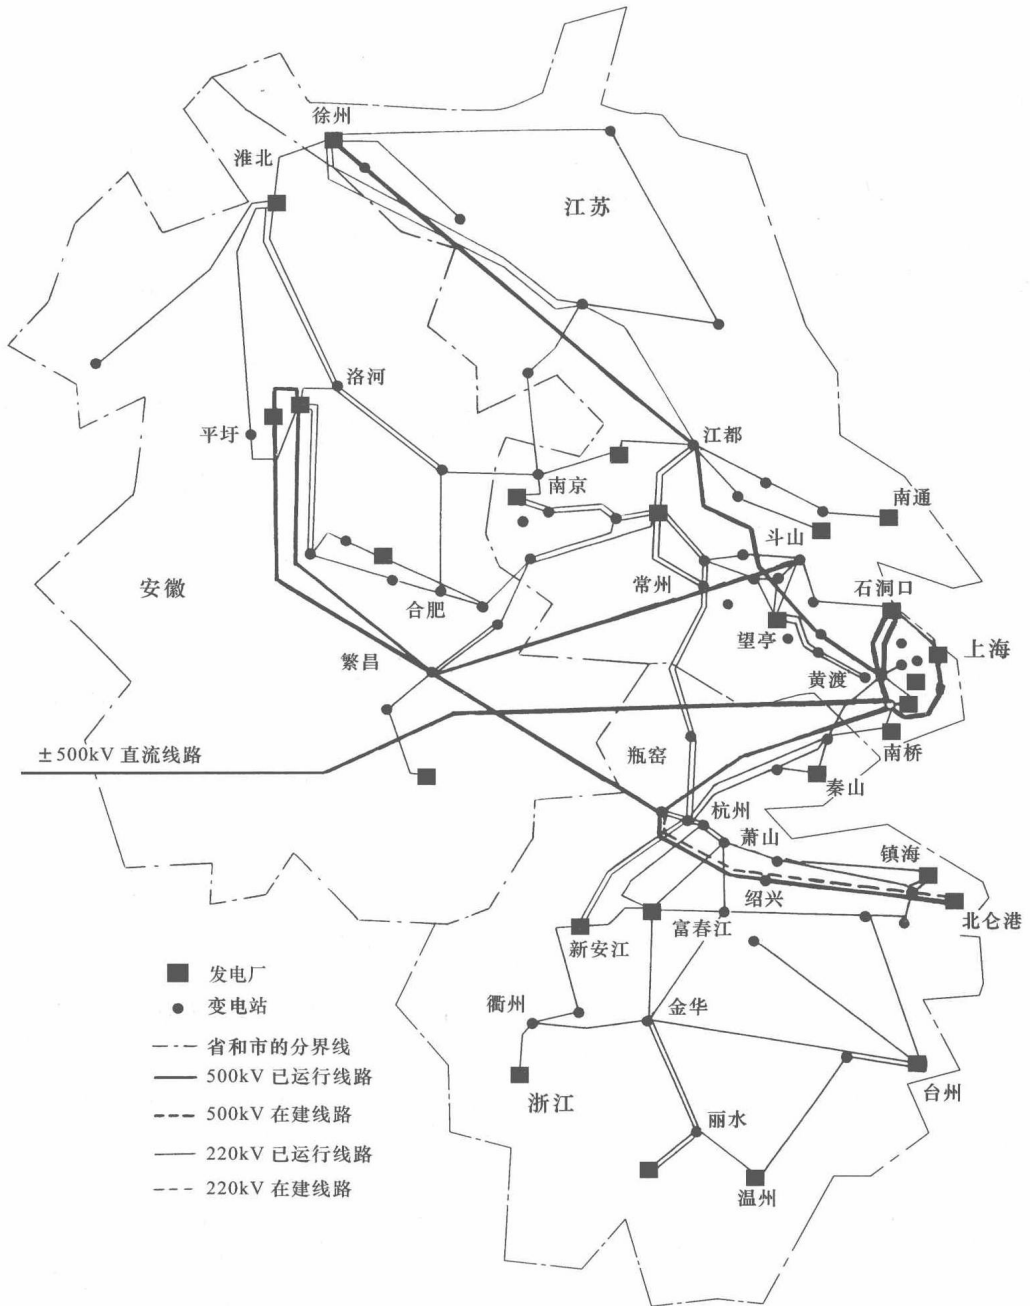 徐州
淮北
江苏
洛河
平圩
江都
南京
南通
斗山
安徽
常州
石洞口
合肥
望亭
上海
繁昌
黄渡
±500kV 直流线路
瓶窑
南桥
秦山
杭州
萧山
镇海
绍兴
北仑港
新安江
富春江
发电厂
变电站
衢州
金华
省和市的分界线
500kV 已运行线路
台州
浙江
500kV 在建线路
丽水
220kV 已运行线路
220kV 在建线路
温州